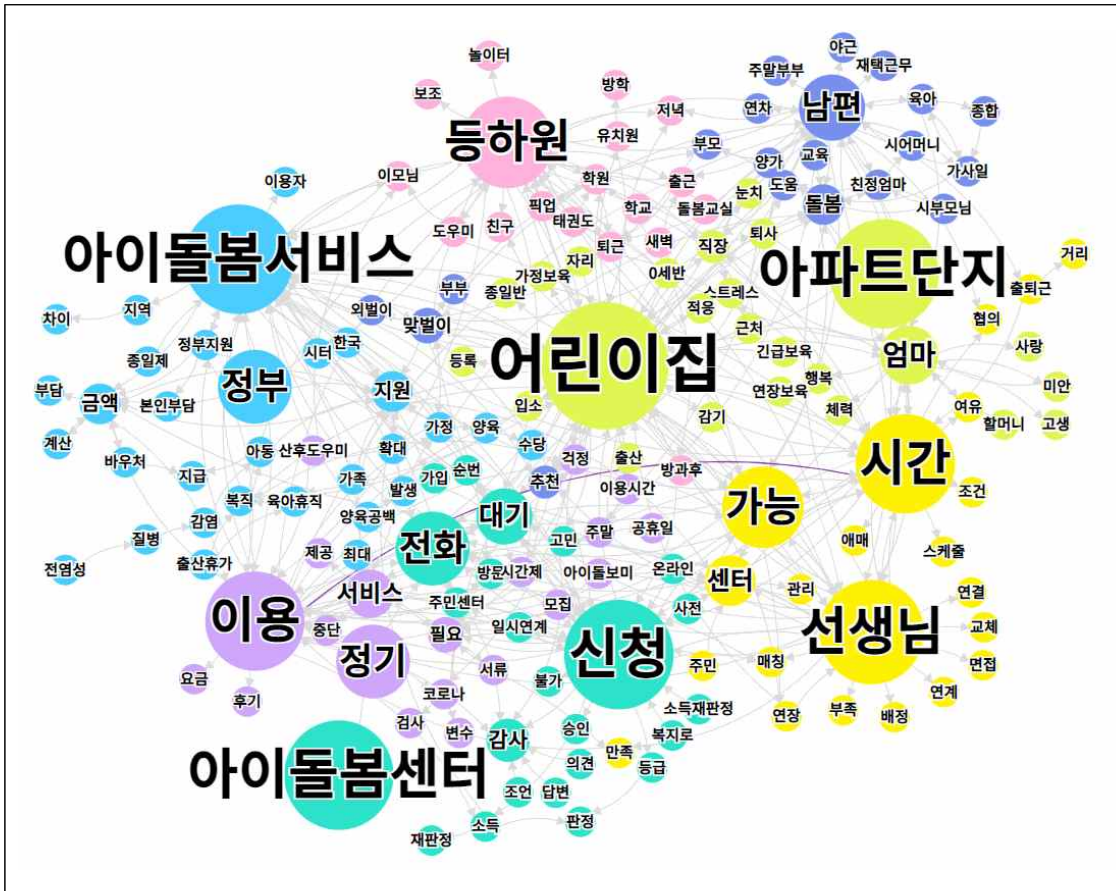 야근
놀이터
주말부부
재택근무
방학
보조
남편
육아
연차
저녁
종합
등하원
유치원
부모
시어머니
양가
교육
이모님
학원
출근
가사일
이용자
눈치
도움
친정엄마
픽업
학교
돌봄교실
돌봄
시부모님
도우미
친구
태권도
퇴사
퇴근
새벽
직장
아이돌봄서비스
자리
아파트단지
거리
가정보육
0세반
부부
종일반
스트레스
출퇴근
지역
외벌이
적응
차이
맞벌이
근처
협의
정부지원
한국
시터
사랑
종일제
등록
어린이집
긴급보육
엄마
부담
정부
지원
행복
미안
연장보육
금액
본인부담
입소
여유
체력
감기
할머니
고생
계산
가정
양육
수당
아동
산후도우미
확대
시간
바우처
걱정
출산
가입
순번
방과후
지급
가족
추천
이용시간
발생
조건
복직
육아휴직
가능
대기
감염
양육공백
주말
공휴일
질병
고민
애매
전화
제공
최대
스케줄
전염성
출산휴가
방문
시간제
아이돌보미
온라인
센터
서비스
관리
연결
주민센터
모집
사전
이용
중단
필요
일시연계
선생님
교체
정기
신청
서류
주민
매칭
면접
요금
불가
코로나
연계
후기
소득재판정
검사
연장
부족
배정
변수
감사
승인
복지로
만족
의견
등급
아이돌봄센터
조언
답변
소득
판정
재판정